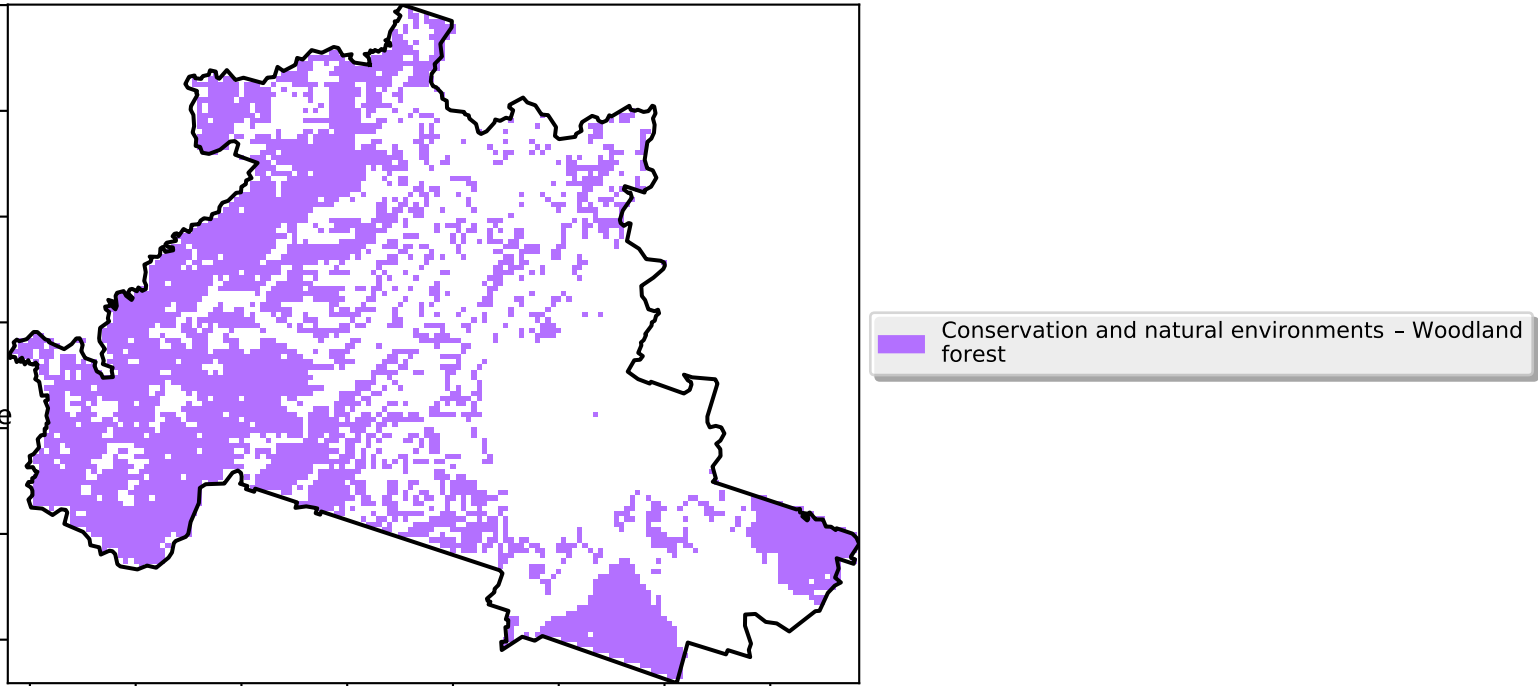 e
Conservation and natural environments – Woodland
forest